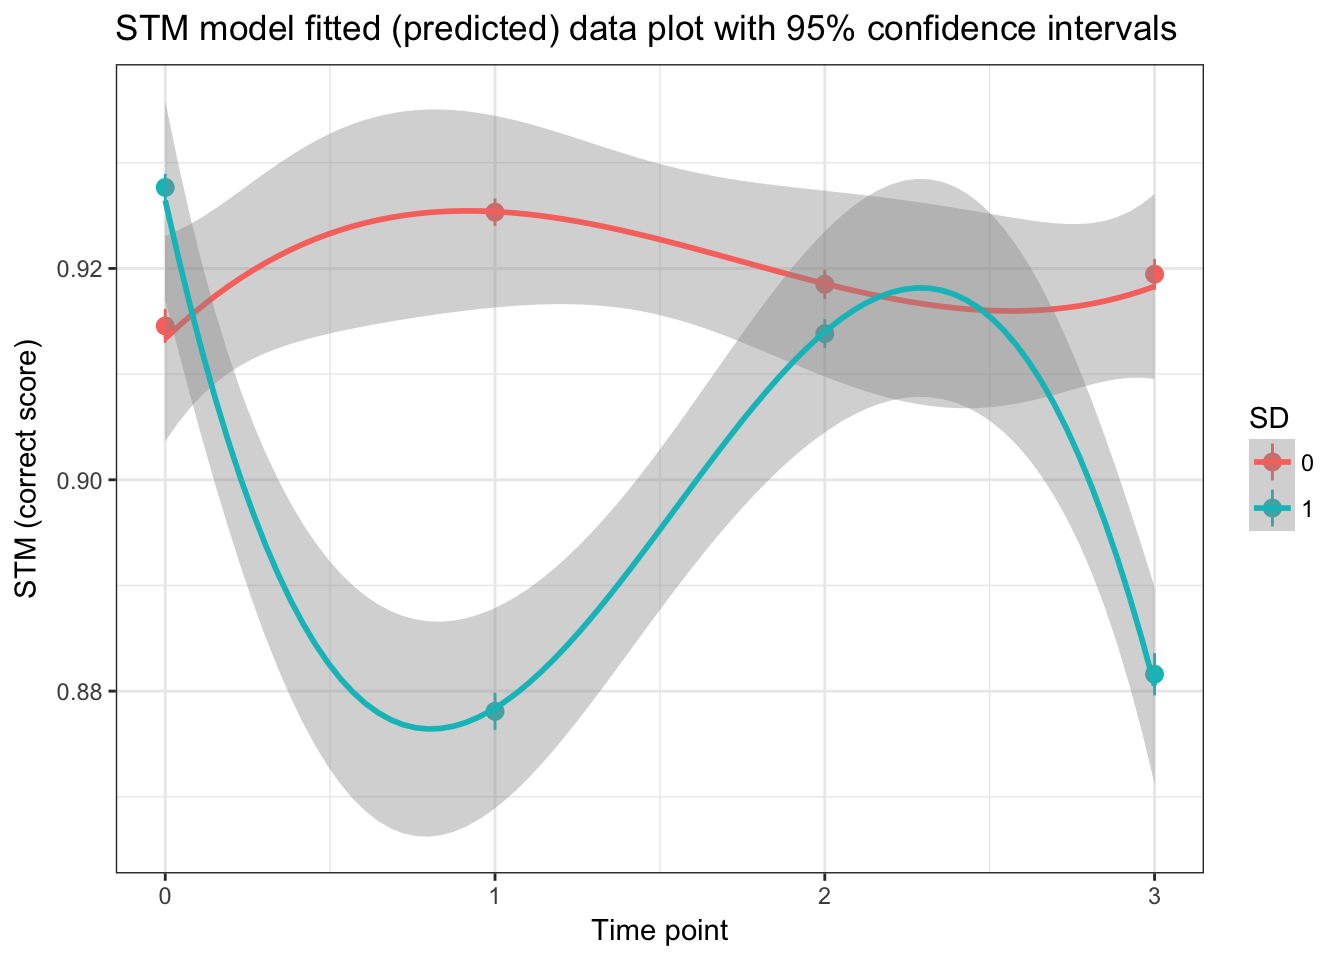 STM model fitted (predicted) data plot with 95% confidence intervals
STM (correct score)
0.92
0.90
0.88
0
1
2
3
Time point
SD
0
1